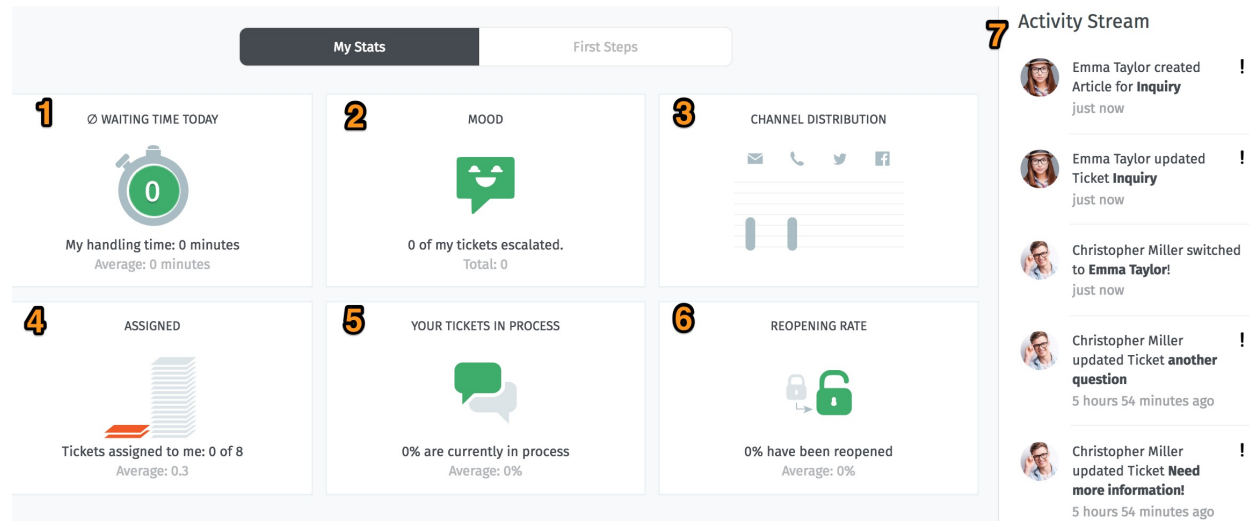 My Stats
First Steps
1
∅ WAITING TIME TODAY
0
My handling time: 0 minutes
Average: 0 minutes
2
MOOD
0 of my tickets escalated.
Total: 0
3
CHANNEL DISTRIBUTION
4
ASSIGNED
Tickets assigned to me: 0 of 8
Average: 0.3
5
YOUR TICKETS IN PROCESS
0% are currently in process
Average: 0%
6
REOPENING RATE
0% have been reopened
Average: 0%
7
Activity Stream
Emma Taylor created !
Article for Inquiry
just now
Emma Taylor updated !
Ticket Inquiry
just now
Christopher Miller switched
to Emma Taylor!
just now
Christopher Miller !
updated Ticket another
question
5 hours 54 minutes ago
Christopher Miller !
updated Ticket Need
more information!
5 hours 54 minutes ago